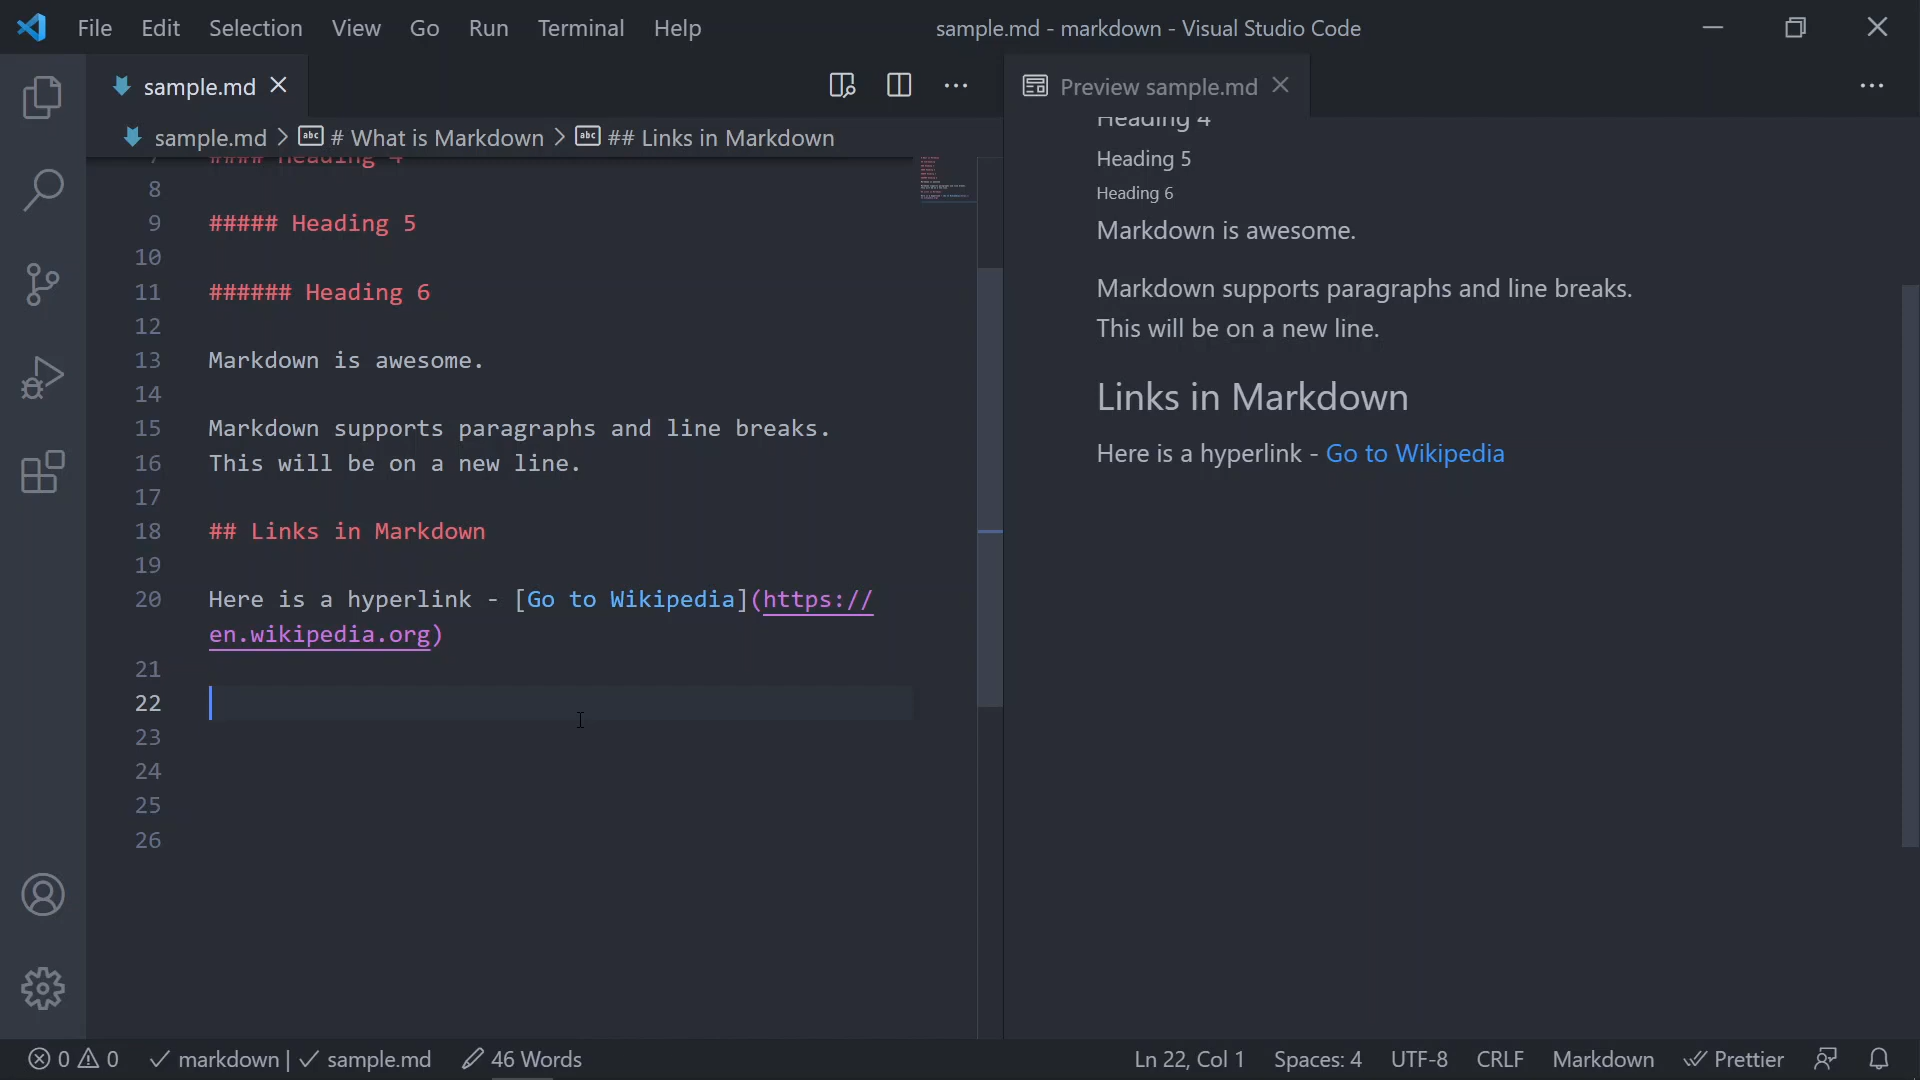 File Edit Selection View Go Run Terminal Help sample.md - markdown - Visual Studio Code
sample.md
Preview sample.md
sample.md > # What is Markdown > ## Links in Markdown
7 #### Heading 4
8
9 ##### Heading 5
10
11 ###### Heading 6
12
13 Markdown is awesome.
14
15 Markdown supports paragraphs and line breaks.
16 This will be on a new line.
17
18 ## Links in Markdown
19
20 Here is a hyperlink - [Go to Wikipedia](https://
en.wikipedia.org)
21
22
23
24
25
26
Heading 4
Heading 5
Heading 6
Markdown is awesome.
Markdown supports paragraphs and line breaks.
This will be on a new line.
Links in Markdown
Here is a hyperlink - Go to Wikipedia
0 0 markdown | sample.md 46 Words Ln 22, Col 1 Spaces: 4 UTF-8 CRLF Markdown Prettier